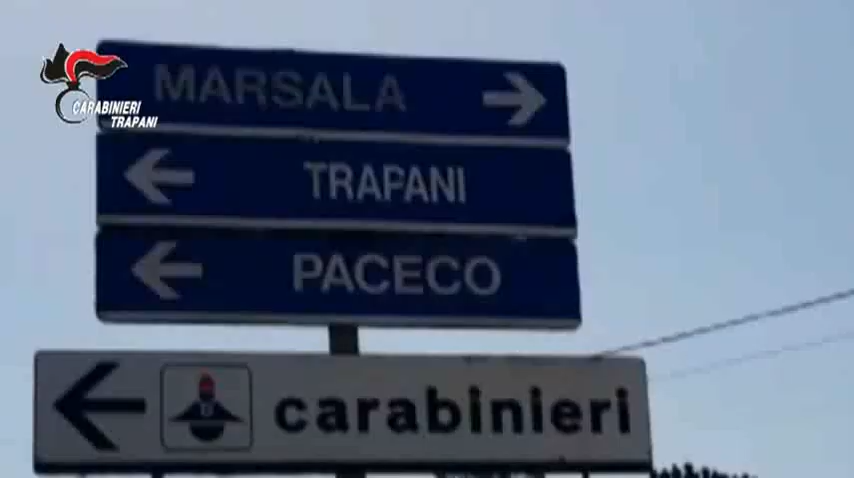 CARABINIERI
TRAPANI
MARSALA
TRAPANI
PACECO
carabinieri